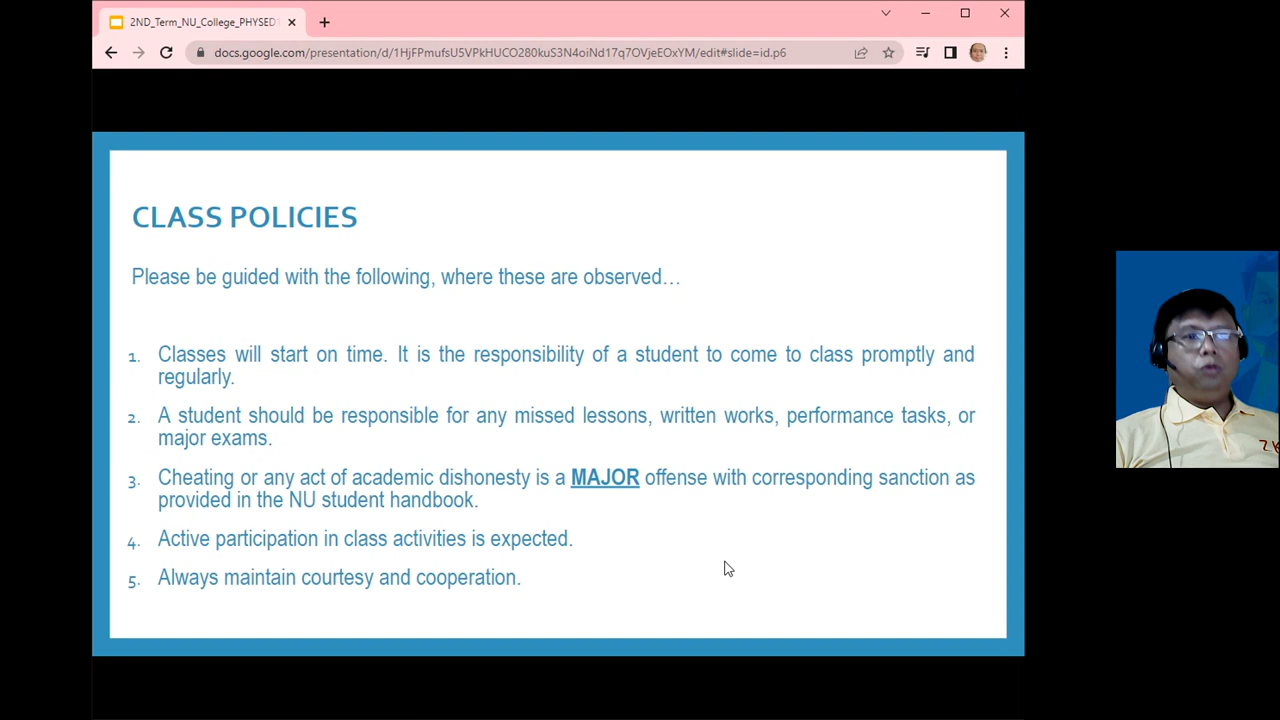 2ND_Term_NU_College_PHYSED
docs.google.com/presentation/d/1HjFPmufsU5VPkHUCO280kuS3N4oiNd17q7OVjeEOxYM/edit#slide=id.p6
CLASS POLICIES
Please be guided with the following, where these are observed…
1. Classes will start on time. It is the responsibility of a student to come to class promptly and
regularly.
2. A student should be responsible for any missed lessons, written works, performance tasks, or
major exams.
3. Cheating or any act of academic dishonesty is a MAJOR offense with corresponding sanction as
provided in the NU student handbook.
4. Active participation in class activities is expected.
5. Always maintain courtesy and cooperation.